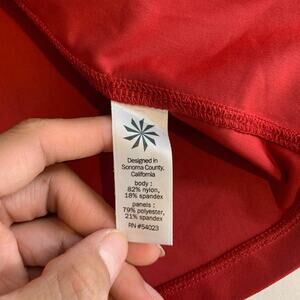 Designed in
Sonoma County,
California
body :
82% nylon,
18% spandex
panels :
79% polyester,
21% spandex
RN #54023